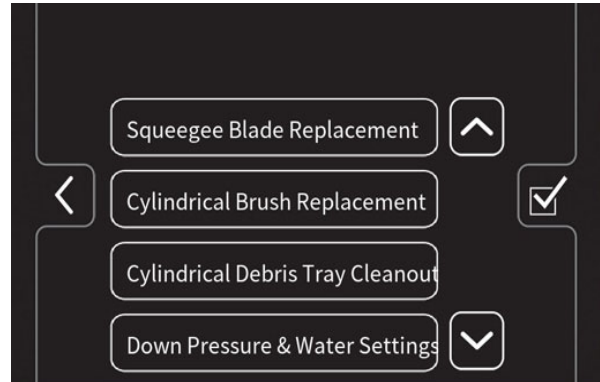 Squeegee Blade Replacement
Cylindrical Brush Replacement
Cylindrical Debris Tray Cleanout
Down Pressure & Water Settings